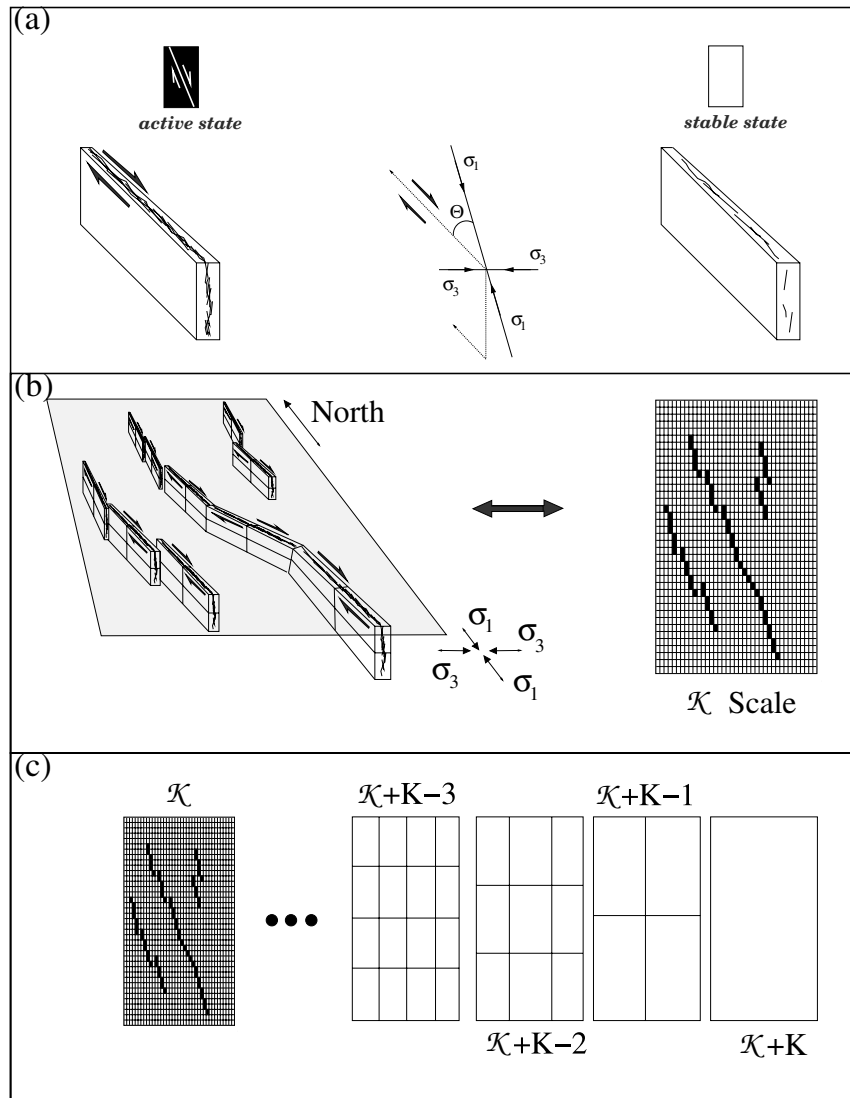 (a)
active state
stable state
σ1
Θ
σ3
σ3
σ1
(b)
North
σ1
σ3
σ3
σ1
𝒦 Scale
(c)
𝒦
𝒦+K−3
𝒦+K−1
𝒦+K−2
𝒦+K